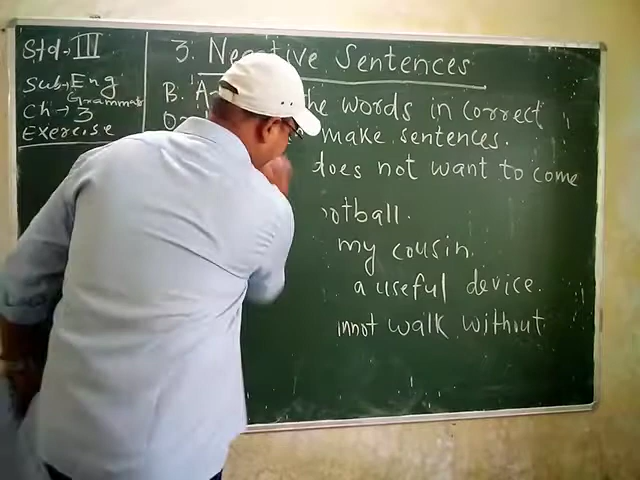 Std. III
Sub → Eng
Grammar
Ch → 3
Exercise
3. Negative Sentences
B. A the words in correct
make sentences.
does not want to come
otball.
my cousin.
a useful device.
nnot walk without